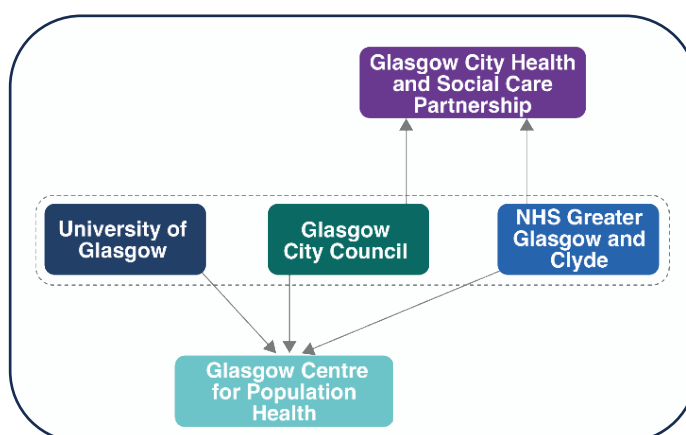 Glasgow City Health
and Social Care
Partnership
University of
Glasgow
Glasgow
City Council
NHS Greater
Glasgow and
Clyde
Glasgow Centre
for Population
Health